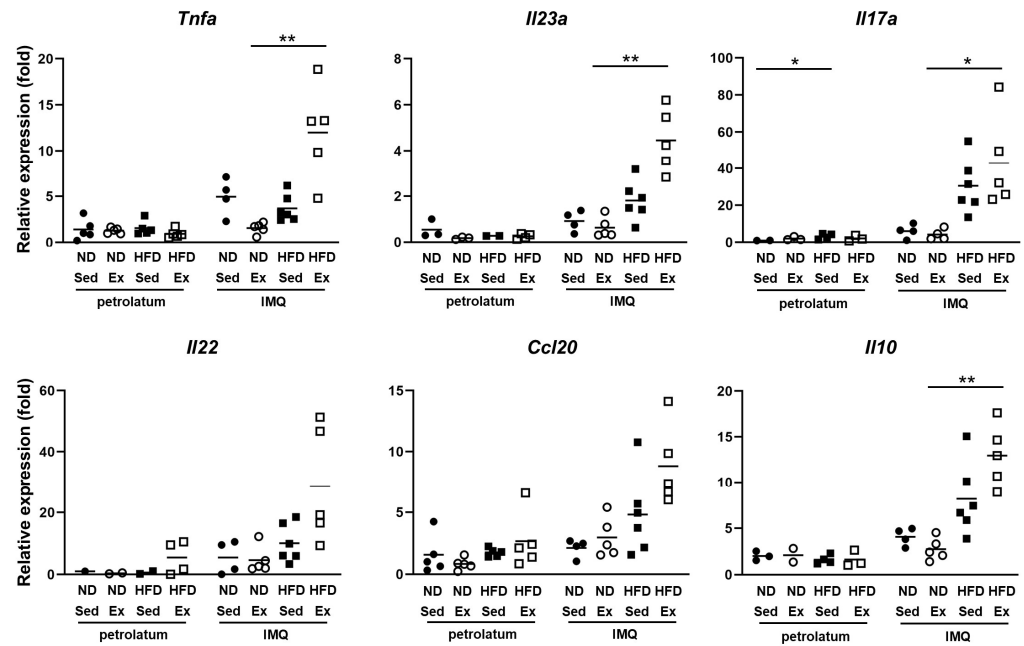 Tnfa
Il23a
Il17a
Relative expression (fold)
**
20
15
10
5
0
ND ND HFD HFD ND ND HFD HFD
Sed Ex Sed Ex Sed Ex Sed Ex
petrolatum IMQ
**
8
6
4
2
0
ND ND HFD HFD ND ND HFD HFD
Sed Ex Sed Ex Sed Ex Sed Ex
petrolatum IMQ
* *
100
80
60
40
20
0
ND ND HFD HFD ND ND HFD HFD
Sed Ex Sed Ex Sed Ex Sed Ex
petrolatum IMQ
Il22
Ccl20
Il10
Relative expression (fold)
60
40
20
0
ND ND HFD HFD ND ND HFD HFD
Sed Ex Sed Ex Sed Ex Sed Ex
petrolatum IMQ
15
10
5
0
ND ND HFD HFD ND ND HFD HFD
Sed Ex Sed Ex Sed Ex Sed Ex
petrolatum IMQ
**
20
15
10
5
0
ND ND HFD HFD ND ND HFD HFD
Sed Ex Sed Ex Sed Ex Sed Ex
petrolatum IMQ